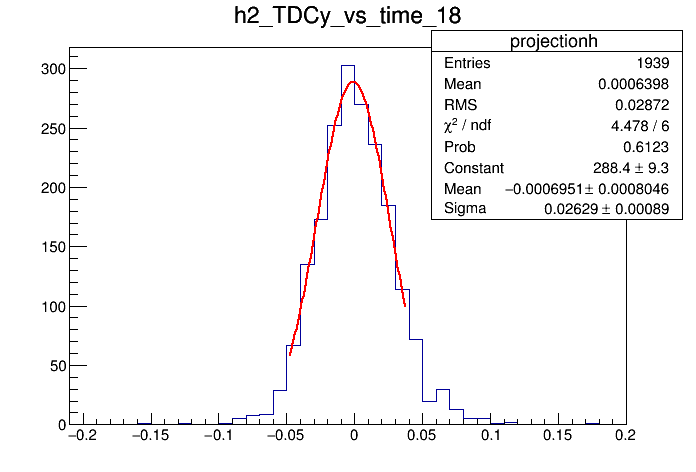 h2_TDCy_vs_time_18
projectionh
Entries 1939
Mean 0.0006398
RMS 0.02872
χ² / ndf 4.478 / 6
Prob 0.6123
Constant 288.4 ± 9.3
Mean −0.0006951± 0.0008046
Sigma 0.02629 ± 0.00089
300
250
200
150
100
50
0
−0.2 −0.15 −0.1 −0.05 0 0.05 0.1 0.15 0.2